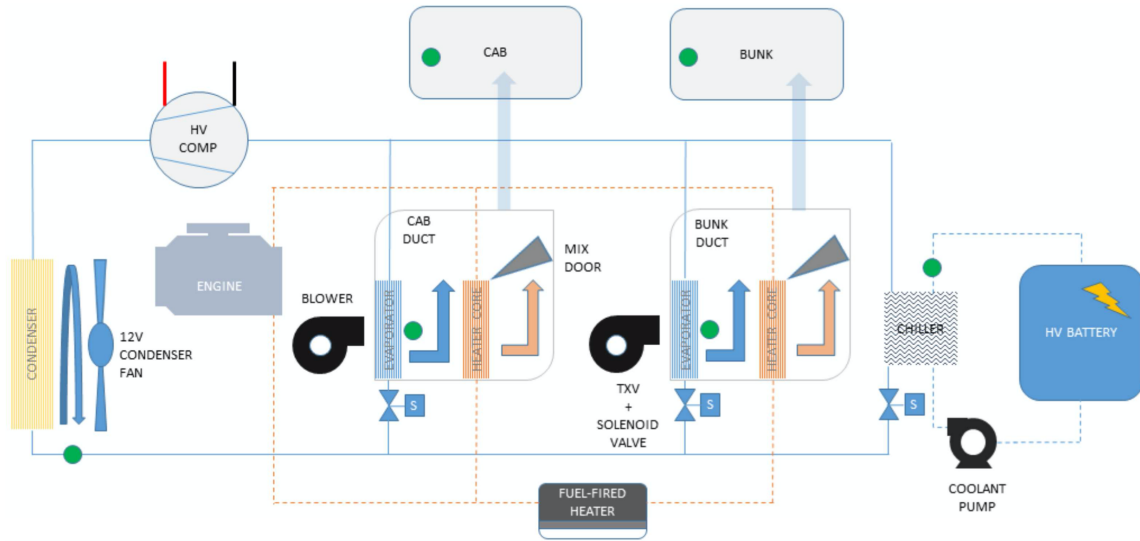 CAB
BUNK
HV
COMP
CAB
DUCT
BUNK
DUCT
MIX
DOOR
ENGINE
BLOWER
CONDENSER
12V
CONDENSER
FAN
EVAPORATOR
HEATER CORE
EVAPORATOR
HEATER CORE
CHILLER
HV BATTERY
S
S
S
TXV
+
SOLENOID
VALVE
COOLANT
PUMP
FUEL-FIRED
HEATER